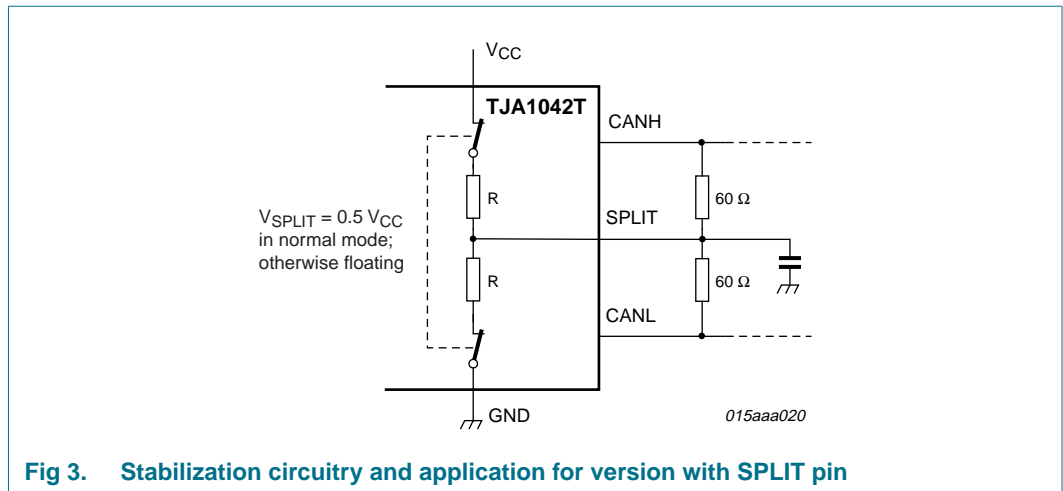 VCC
TJA1042T
CANH
R
60 Ω
VSPLIT = 0.5 VCC
in normal mode;
otherwise floating
SPLIT
R
60 Ω
CANL
GND
015aaa020
Fig 3. Stabilization circuitry and application for version with SPLIT pin